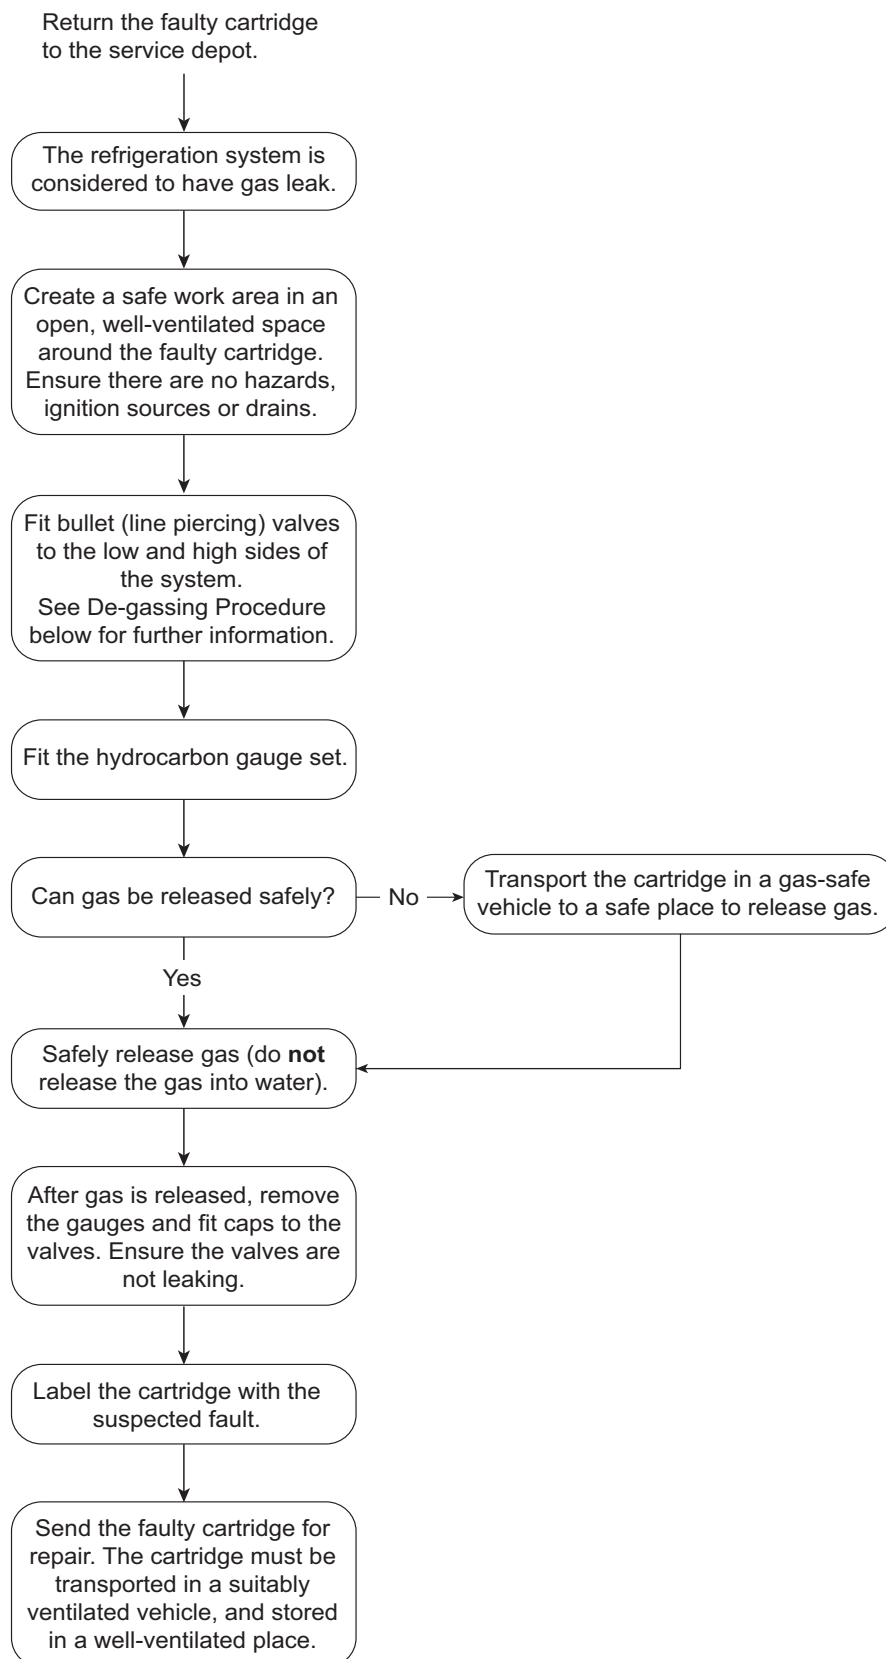 Return the faulty cartridge
to the service depot.
The refrigeration system is
considered to have gas leak.
Create a safe work area in an
open, well-ventilated space
around the faulty cartridge.
Ensure there are no hazards,
ignition sources or drains.
Fit bullet (line piercing) valves
to the low and high sides of
the system.
See De-gassing Procedure
below for further information.
Fit the hydrocarbon gauge set.
Can gas be released safely?
No
Transport the cartridge in a gas-safe
vehicle to a safe place to release gas.
Yes
Safely release gas (do not
release the gas into water).
After gas is released, remove
the gauges and fit caps to the
valves. Ensure the valves are
not leaking.
Label the cartridge with the
suspected fault.
Send the faulty cartridge for
repair. The cartridge must be
transported in a suitably
ventilated vehicle, and stored
in a well-ventilated place.